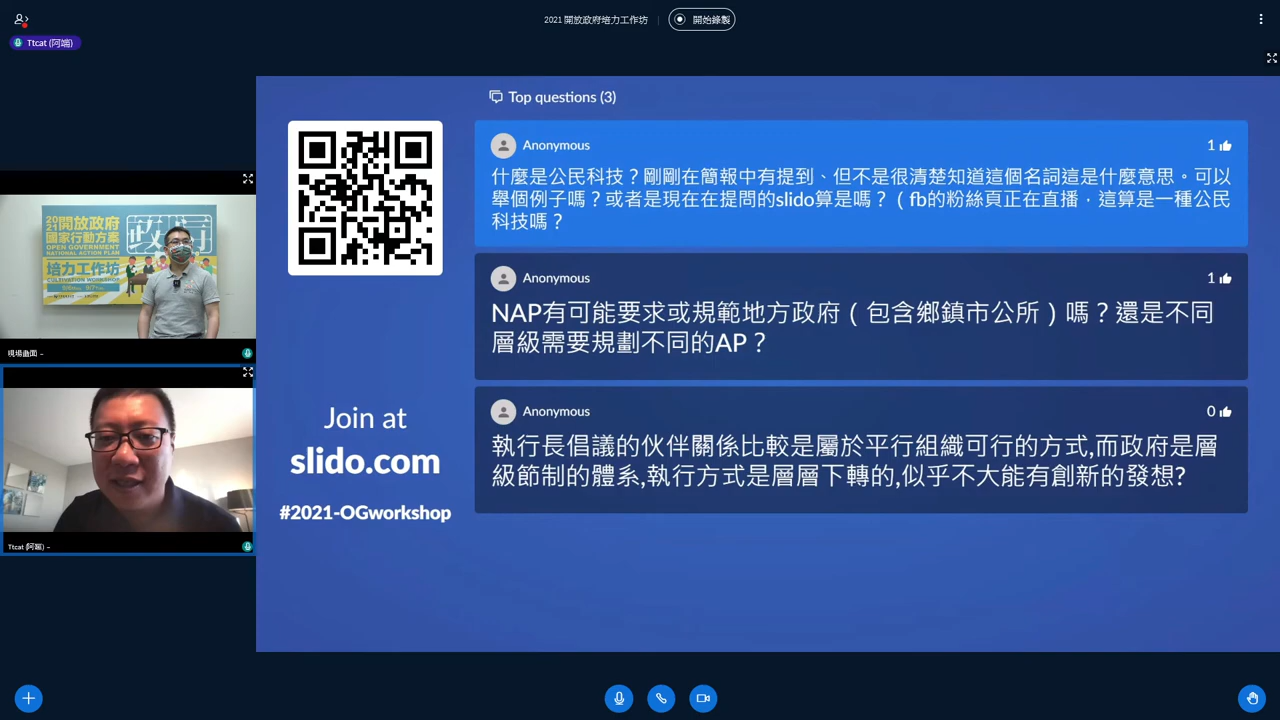 2021 開放政府培力工作坊
開始錄製
Ttcat (阿端)
Top questions (3)
Anonymous
1
什麼是公民科技？剛剛在簡報中有提到、但不是很清楚知道這個名詞這是什麼意思。可以
舉個例子嗎？或者是現在在提問的slido算是嗎？（fb的粉絲頁正在直播，這算是一種公民
科技嗎？
Anonymous
1
NAP有可能要求或規範地方政府（包含鄉鎮市公所）嗎？還是不同
層級需要規劃不同的AP？
Anonymous
0
執行長倡議的伙伴關係比較是屬於平行組織可行的方式,而政府是層
級節制的體系,執行方式是層層下轉的,似乎不大能有創新的發想?
Join at
slido.com
#2021-OGworkshop
2021開放政府
國家行動方案
OPEN GOVERNMENT
NATIONAL ACTION PLAN
培力工作坊
CULTIVATION WORKSHOP
現場畫面
Ttcat (阿端)